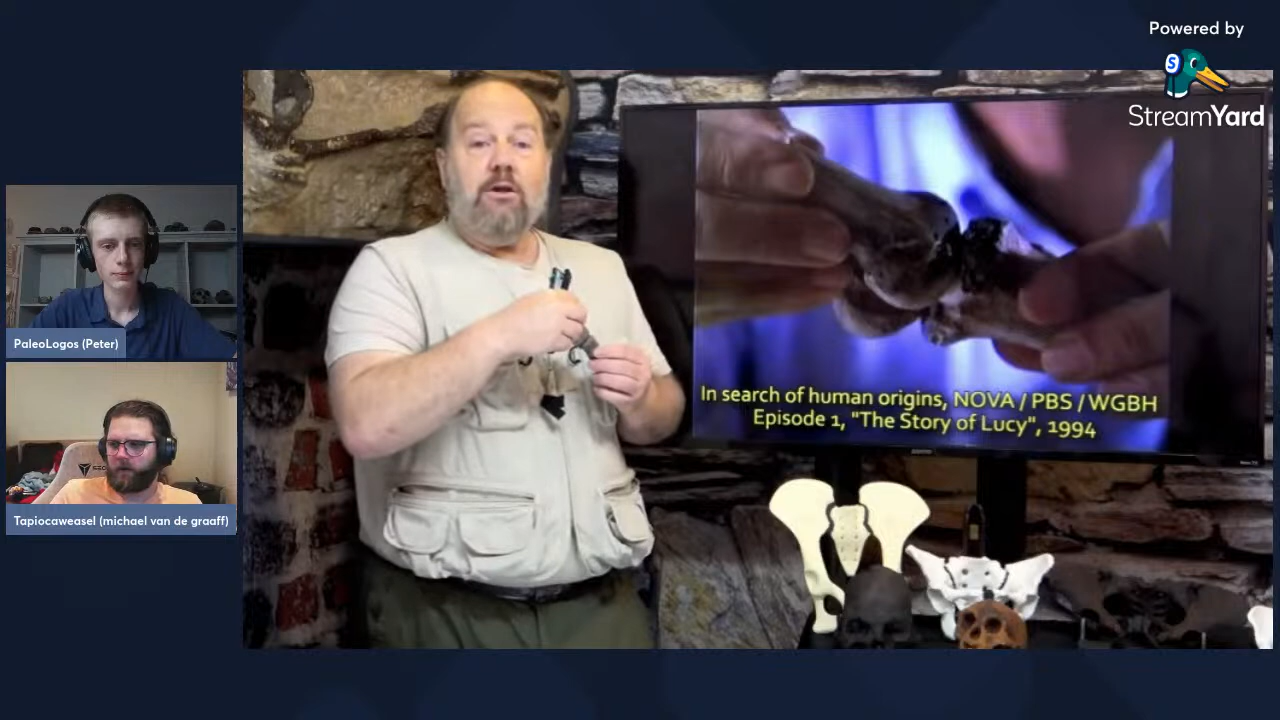 Powered by
S
StreamYard
PaleoLogos (Peter)
Tapiocaweasel (michael van de graaff)
In search of human origins, NOVA / PBS / WGBH
Episode 1, "The Story of Lucy", 1994